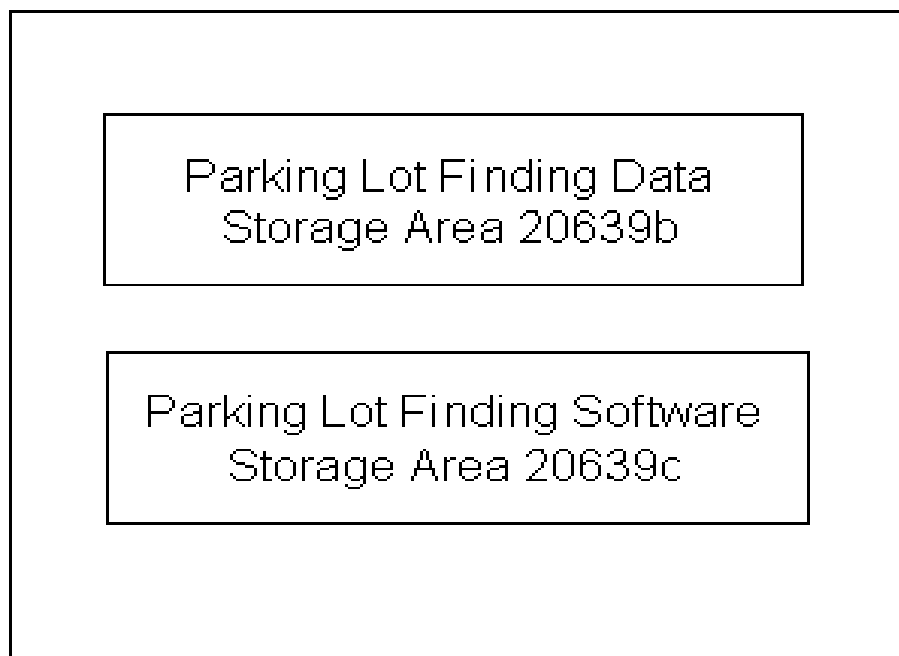 Parking Lot Finding Data
Storage Area 20639b
Parking Lot Finding Software
Storage Area 20639c